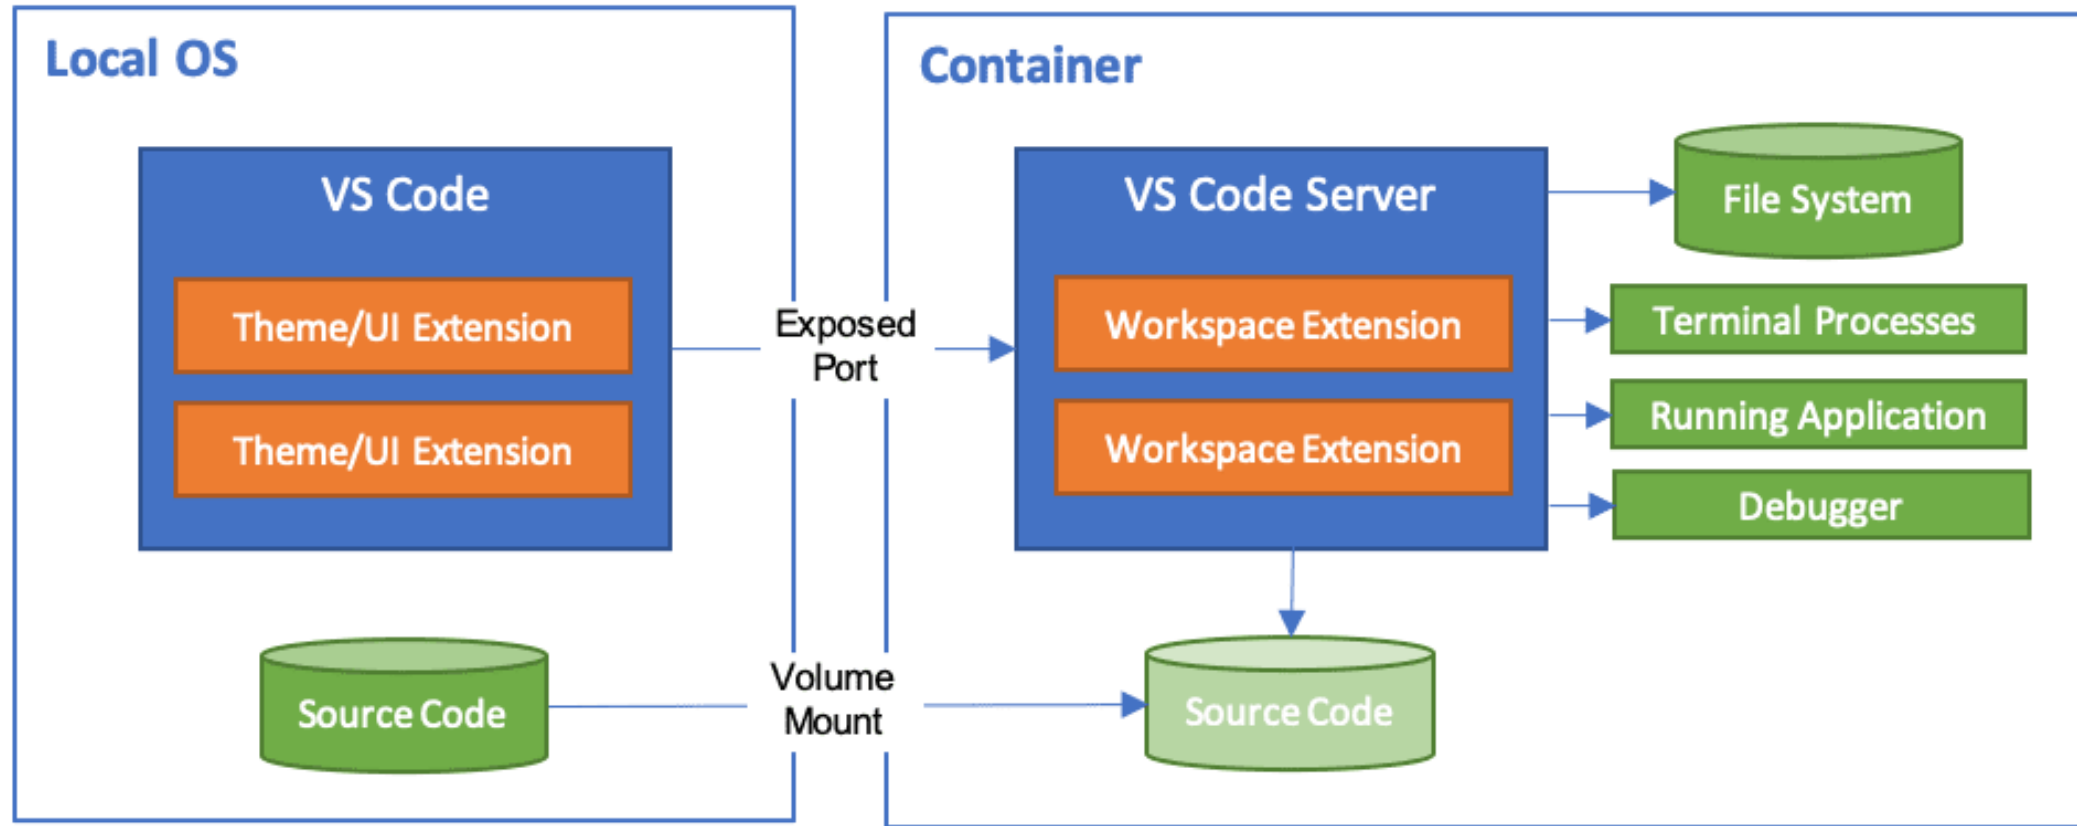 Local OS
VS Code
Theme/UI Extension
Theme/UI Extension
Source Code
Exposed
Port
Volume
Mount
Container
VS Code Server
Workspace Extension
Workspace Extension
Source Code
File System
Terminal Processes
Running Application
Debugger